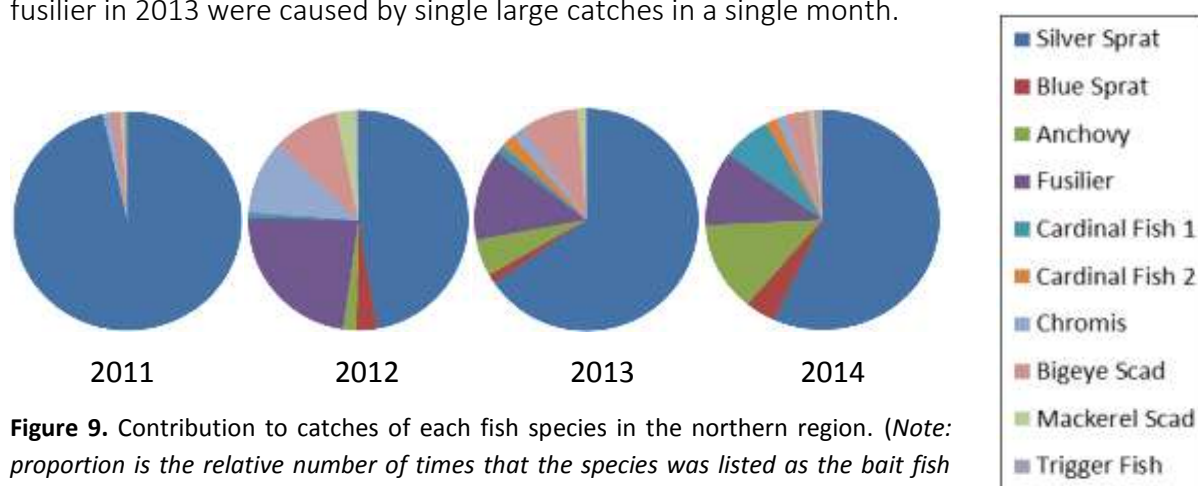 fusilier in 2013 were caused by single large catches in a single month.
2011
2012
2013
2014
Figure 9. Contribution to catches of each fish species in the northern region. (Note:
proportion is the relative number of times that the species was listed as the bait fish
Silver Sprat
Blue Sprat
Anchovy
Fusilier
Cardinal Fish 1
Cardinal Fish 2
Chromis
Bigeye Scad
Mackerel Scad
Trigger Fish